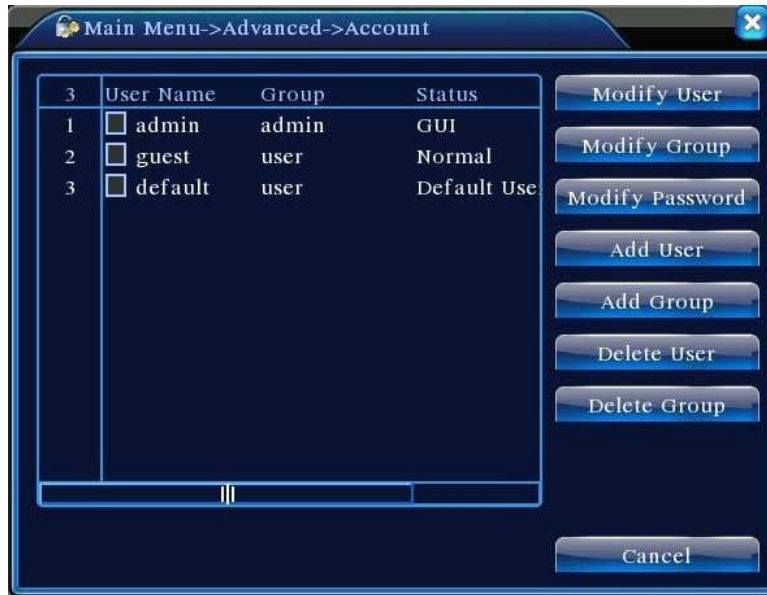 Main Menu->Advanced->Account
3 User Name Group Status
1 admin admin GUI
2 guest user Normal
3 default user Default Use
Modify User
Modify Group
Modify Password
Add User
Add Group
Delete User
Delete Group
Cancel